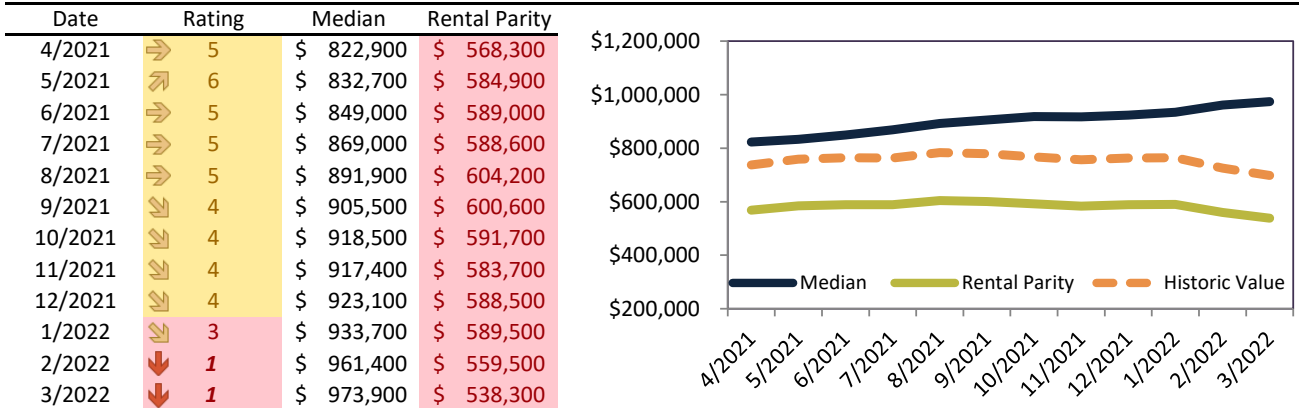 Date Rating Median Rental Parity
4/2021 5 $ 822,900 $ 568,300
5/2021 6 $ 832,700 $ 584,900
6/2021 5 $ 849,000 $ 589,000
7/2021 5 $ 869,000 $ 588,600
8/2021 5 $ 891,900 $ 604,200
9/2021 4 $ 905,500 $ 600,600
10/2021 4 $ 918,500 $ 591,700
11/2021 4 $ 917,400 $ 583,700
12/2021 4 $ 923,100 $ 588,500
1/2022 3 $ 933,700 $ 589,500
2/2022 1 $ 961,400 $ 559,500
3/2022 1 $ 973,900 $ 538,300
$1,200,000
$1,000,000
$800,000
$600,000
$400,000
$200,000
Median Rental Parity Historic Value
4/2021 5/2021 6/2021 7/2021 8/2021 9/2021 10/2021 11/2021 12/2021 1/2022 2/2022 3/2022